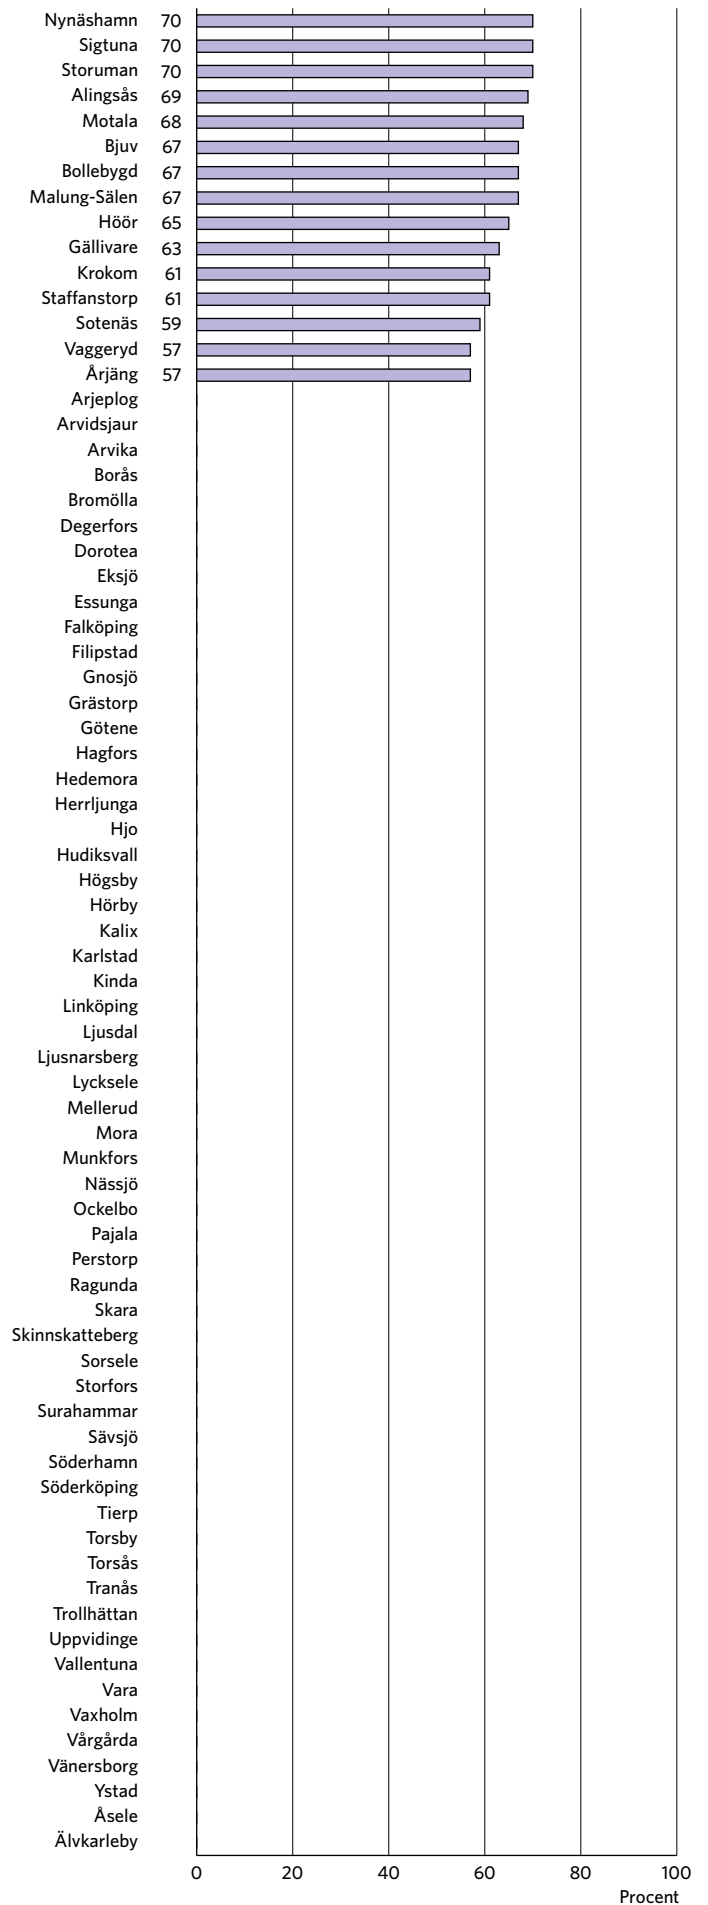 Nynäshamn 70
Sigtuna 70
Storuman 70
Alingsås 69
Motala 68
Bjuv 67
Bollebygd 67
Malung-Sälen 67
Höör 65
Gällivare 63
Krokom 61
Staffanstorp 61
Sotenäs 59
Vaggeryd 57
Årjäng 57
Arjeplog
Arvidsjaur
Arvika
Borås
Bromölla
Degerfors
Dorotea
Eksjö
Essunga
Falköping
Filipstad
Gnosjö
Grästorp
Götene
Hagfors
Hedemora
Herrljunga
Hjo
Hudiksvall
Högsby
Hörby
Kalix
Karlstad
Kinda
Linköping
Ljusdal
Ljusnarsberg
Lycksele
Mellerud
Mora
Munkfors
Nässjö
Ockelbo
Pajala
Perstorp
Ragunda
Skara
Skinnskatteberg
Sorsele
Storfors
Surahammar
Sävsjö
Söderhamn
Söderköping
Tierp
Torsby
Torsås
Tranås
Trollhättan
Uppvidinge
Vallentuna
Vara
Vaxholm
Vårgårda
Vänersborg
Ystad
Åsele
Älvkarleby
0 20 40 60 80 100
Procent